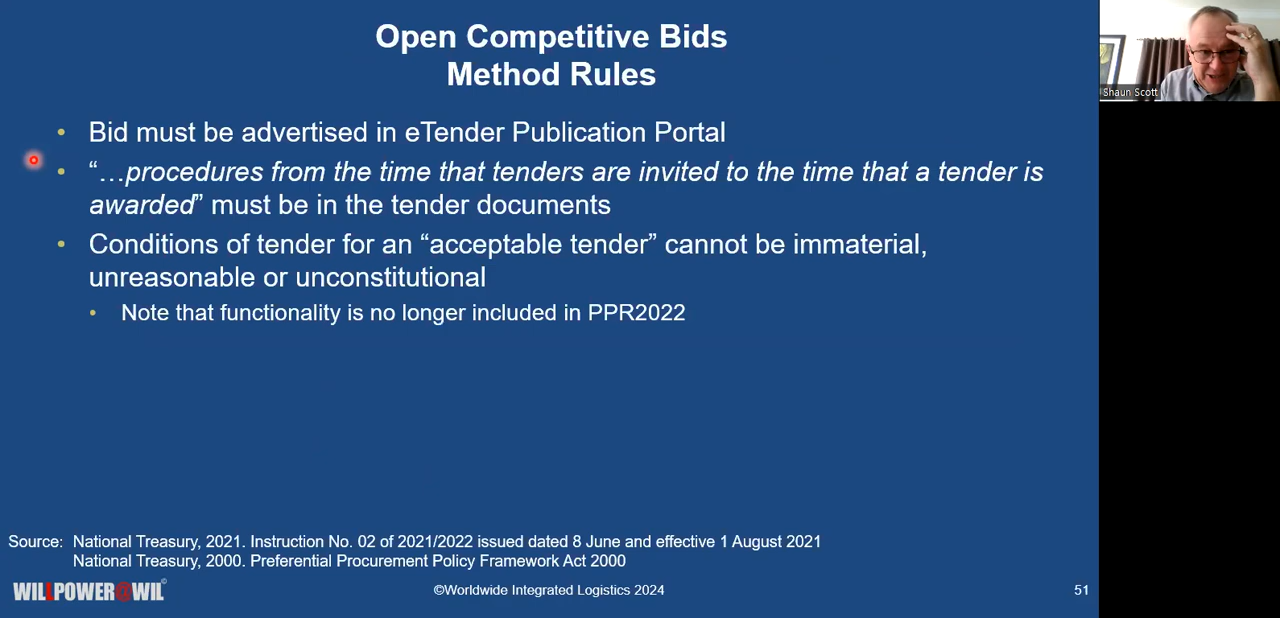 Open Competitive Bids
Method Rules
Shaun Scott
• Bid must be advertised in eTender Publication Portal
• “…procedures from the time that tenders are invited to the time that a tender is
awarded” must be in the tender documents
• Conditions of tender for an “acceptable tender” cannot be immaterial,
unreasonable or unconstitutional
• Note that functionality is no longer included in PPR2022
Source: National Treasury, 2021. Instruction No. 02 of 2021/2022 issued dated 8 June and effective 1 August 2021
National Treasury, 2000. Preferential Procurement Policy Framework Act 2000
WILLPOWER@WIL©
©Worldwide Integrated Logistics 2024
51